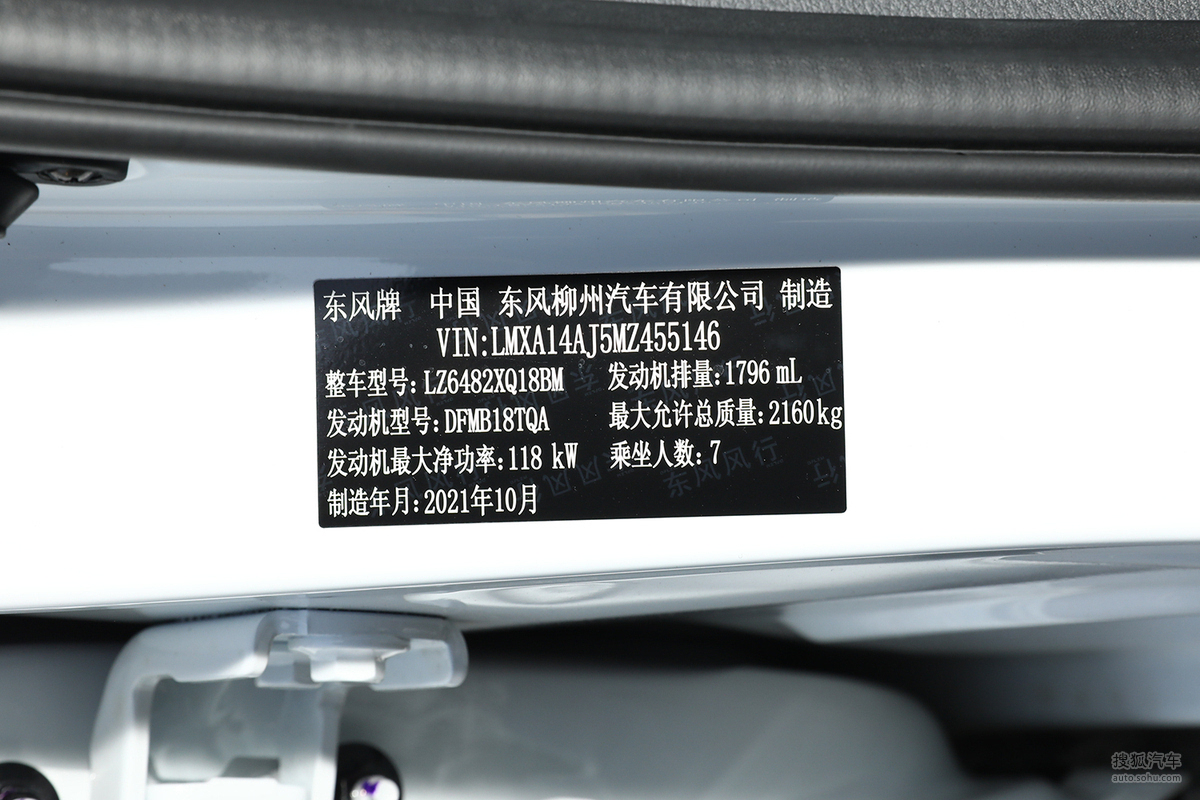 东风牌 中国 东风柳州汽车有限公司 制造
VIN:LMXA14AJ5MZ455146
整车型号:LZ6482XQ18BM 发动机排量:1796 mL
发动机型号:DFMB18TQA 最大允许总质量:2160kg
发动机最大净功率:118 kW 乘坐人数:7
制造年月:2021年10月
东风风行
搜狐汽车
auto.sohu.com